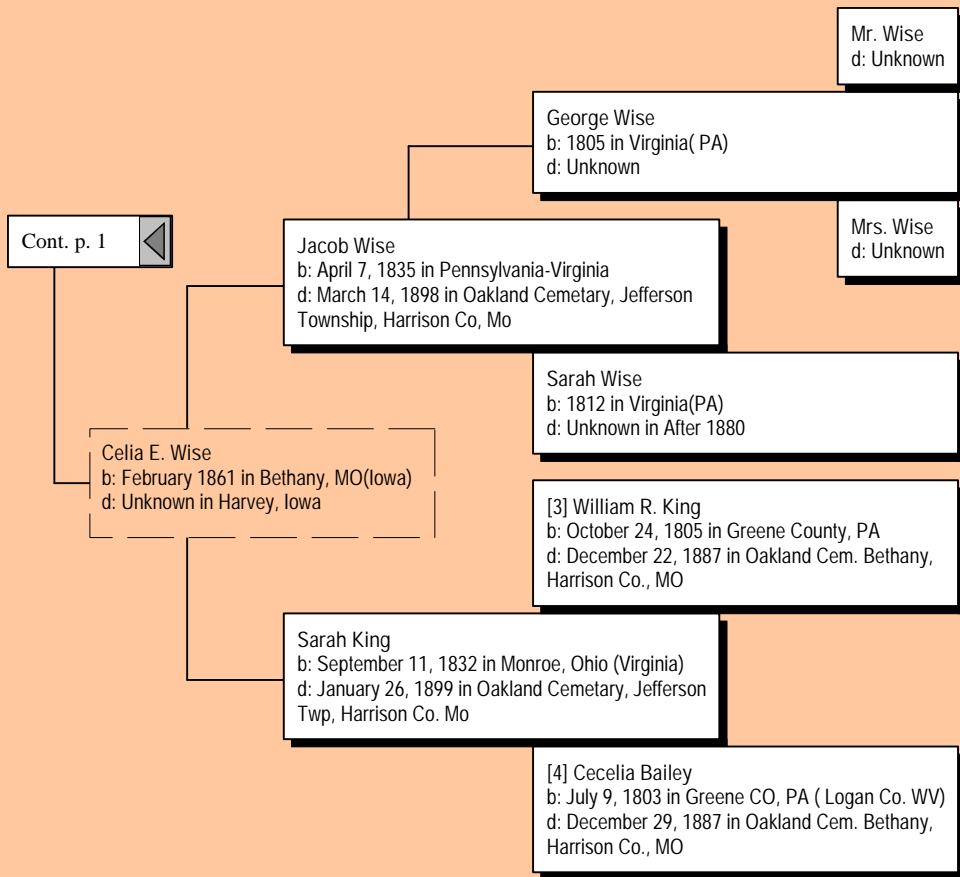 Mr. Wise
d: Unknown
George Wise
b: 1805 in Virginia( PA)
d: Unknown
Mrs. Wise
d: Unknown
Cont. p. 1
Jacob Wise
b: April 7, 1835 in Pennsylvania-Virginia
d: March 14, 1898 in Oakland Cemetary, Jefferson
Township, Harrison Co, Mo
Sarah Wise
b: 1812 in Virginia(PA)
d: Unknown in After 1880
Celia E. Wise
b: February 1861 in Bethany, MO(Iowa)
d: Unknown in Harvey, Iowa
[3] William R. King
b: October 24, 1805 in Greene County, PA
d: December 22, 1887 in Oakland Cem. Bethany,
Harrison Co., MO
Sarah King
b: September 11, 1832 in Monroe, Ohio (Virginia)
d: January 26, 1899 in Oakland Cemetary, Jefferson
Twp, Harrison Co. Mo
[4] Cecelia Bailey
b: July 9, 1803 in Greene CO, PA ( Logan Co. WV)
d: December 29, 1887 in Oakland Cem. Bethany,
Harrison Co., MO